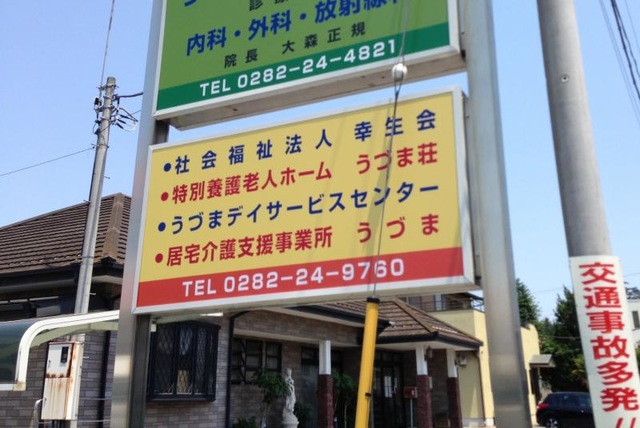 診療
内科・外科・放射線科
院長 大森正規
TEL 0282-24-4821
•社会福祉法人 幸生会
•特別養護老人ホーム うづま荘
•うづまデイサービスセンター
•居宅介護支援事業所 うづま
TEL 0282-24-9760
交通事故多発!!